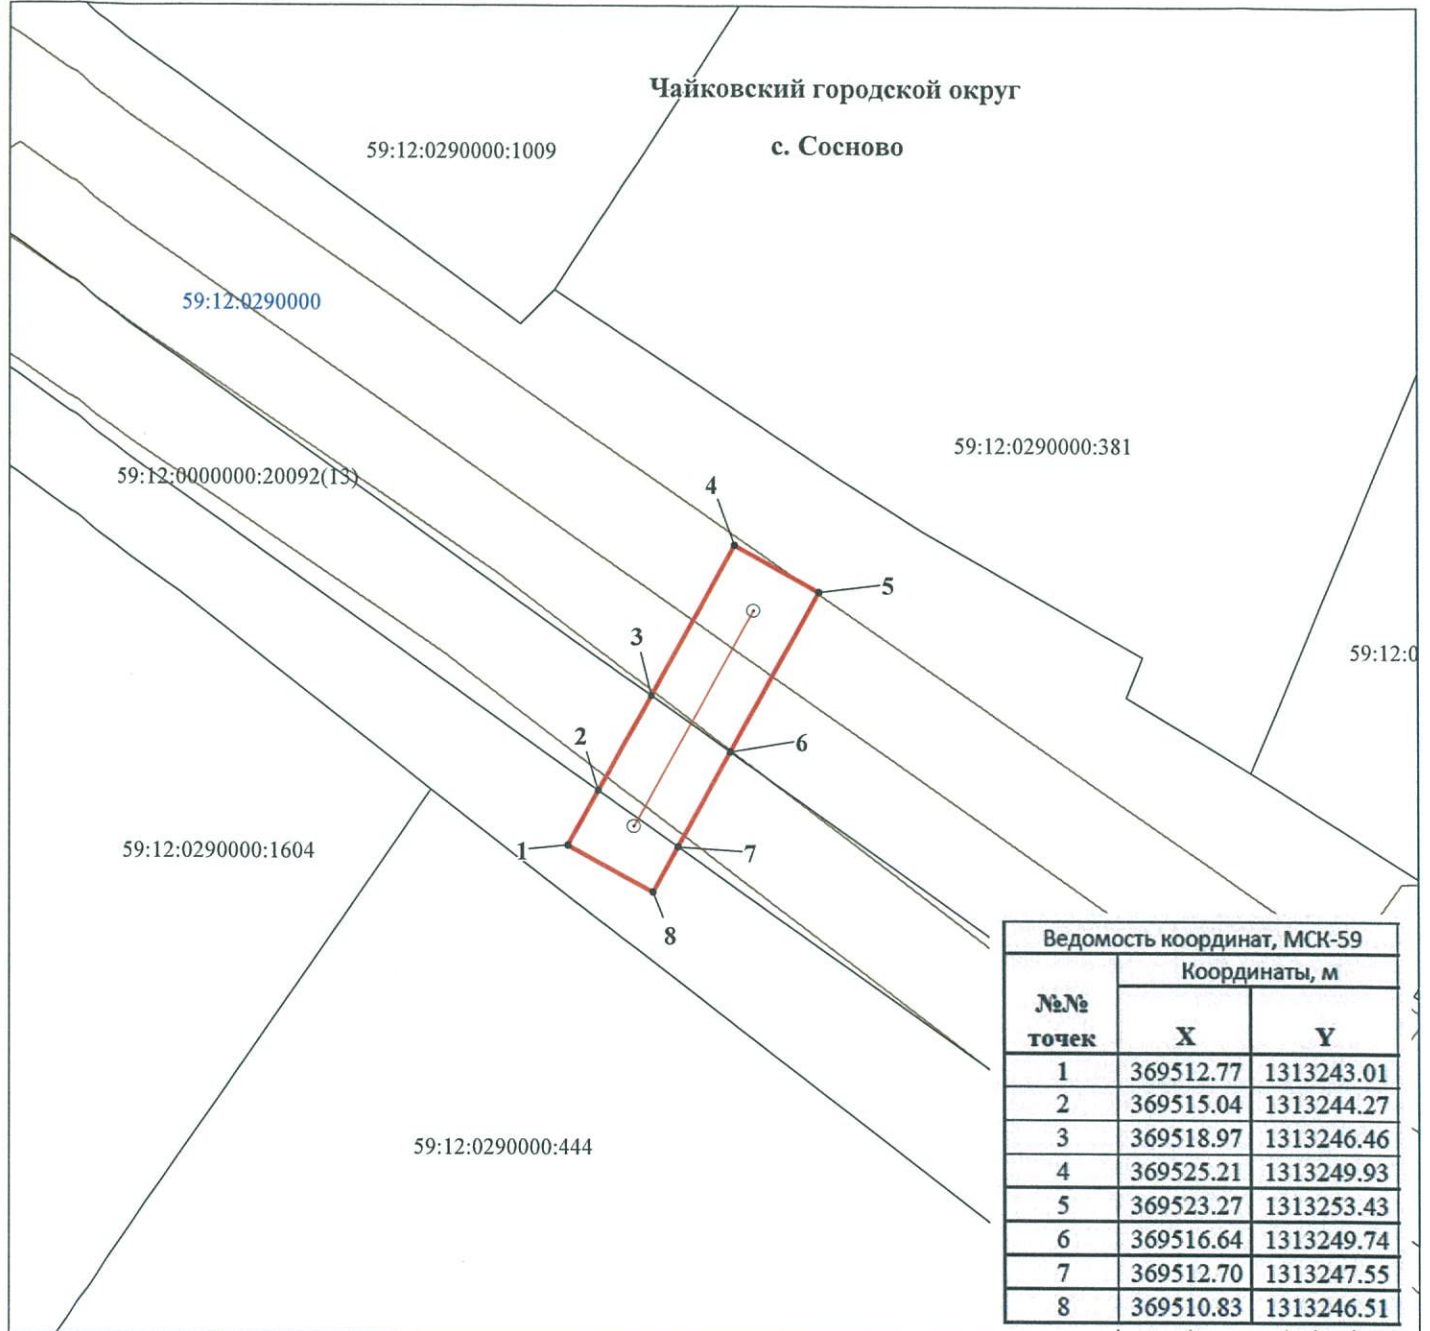 Чайковский городской округ
59:12:0290000:1009
с. Сосново
59:12:0290000
59:12:0290000:381
59:12:0000000:20092(13)
4
5
3
59:12:0
2
6
59:12:0290000:1604
1
7
8
Ведомость координат, МСК-59
№№ точек
Координаты, м
X Y
1 369512.77 1313243.01
2 369515.04 1313244.27
3 369518.97 1313246.46
4 369525.21 1313249.93
5 369523.27 1313253.43
6 369516.64 1313249.74
7 369512.70 1313247.55
8 369510.83 1313246.51
59:12:0290000:444